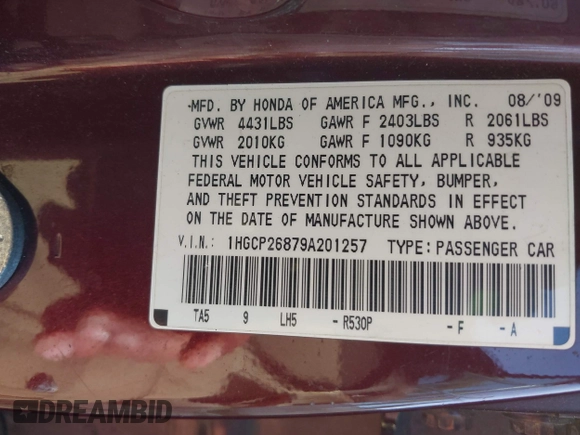 MFD. BY HONDA OF AMERICA MFG., INC. 08/'09
GVWR 4431LBS GAWR F 2403LBS R 2061LBS
GVWR 2010KG GAWR F 1090KG R 935KG
THIS VEHICLE CONFORMS TO ALL APPLICABLE
FEDERAL MOTOR VEHICLE SAFETY, BUMPER,
AND THEFT PREVENTION STANDARDS IN EFFECT
ON THE DATE OF MANUFACTURE SHOWN ABOVE.
V.I.N.: 1HGCP26879A201257 TYPE: PASSENGER CAR
TA5 9 LH5 - R530P -F -A
DREAMBID